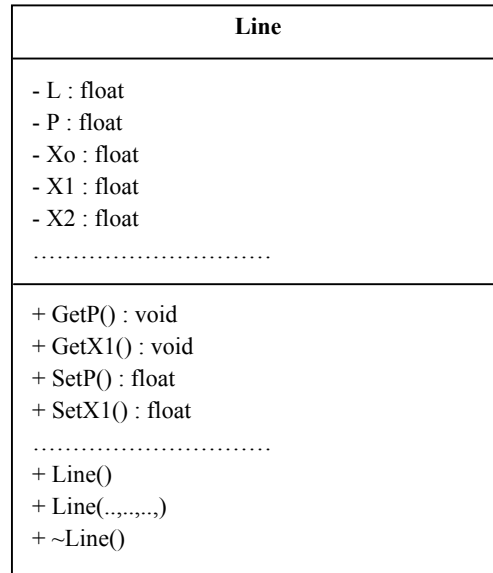 Line
- L : float
- P : float
- Xo : float
- X1 : float
- X2 : float
…………………………
+ GetP() : void
+ GetX1() : void
+ SetP() : float
+ SetX1() : float
…………………………
+ Line()
+ Line(..,..,..,)
+ ~Line()